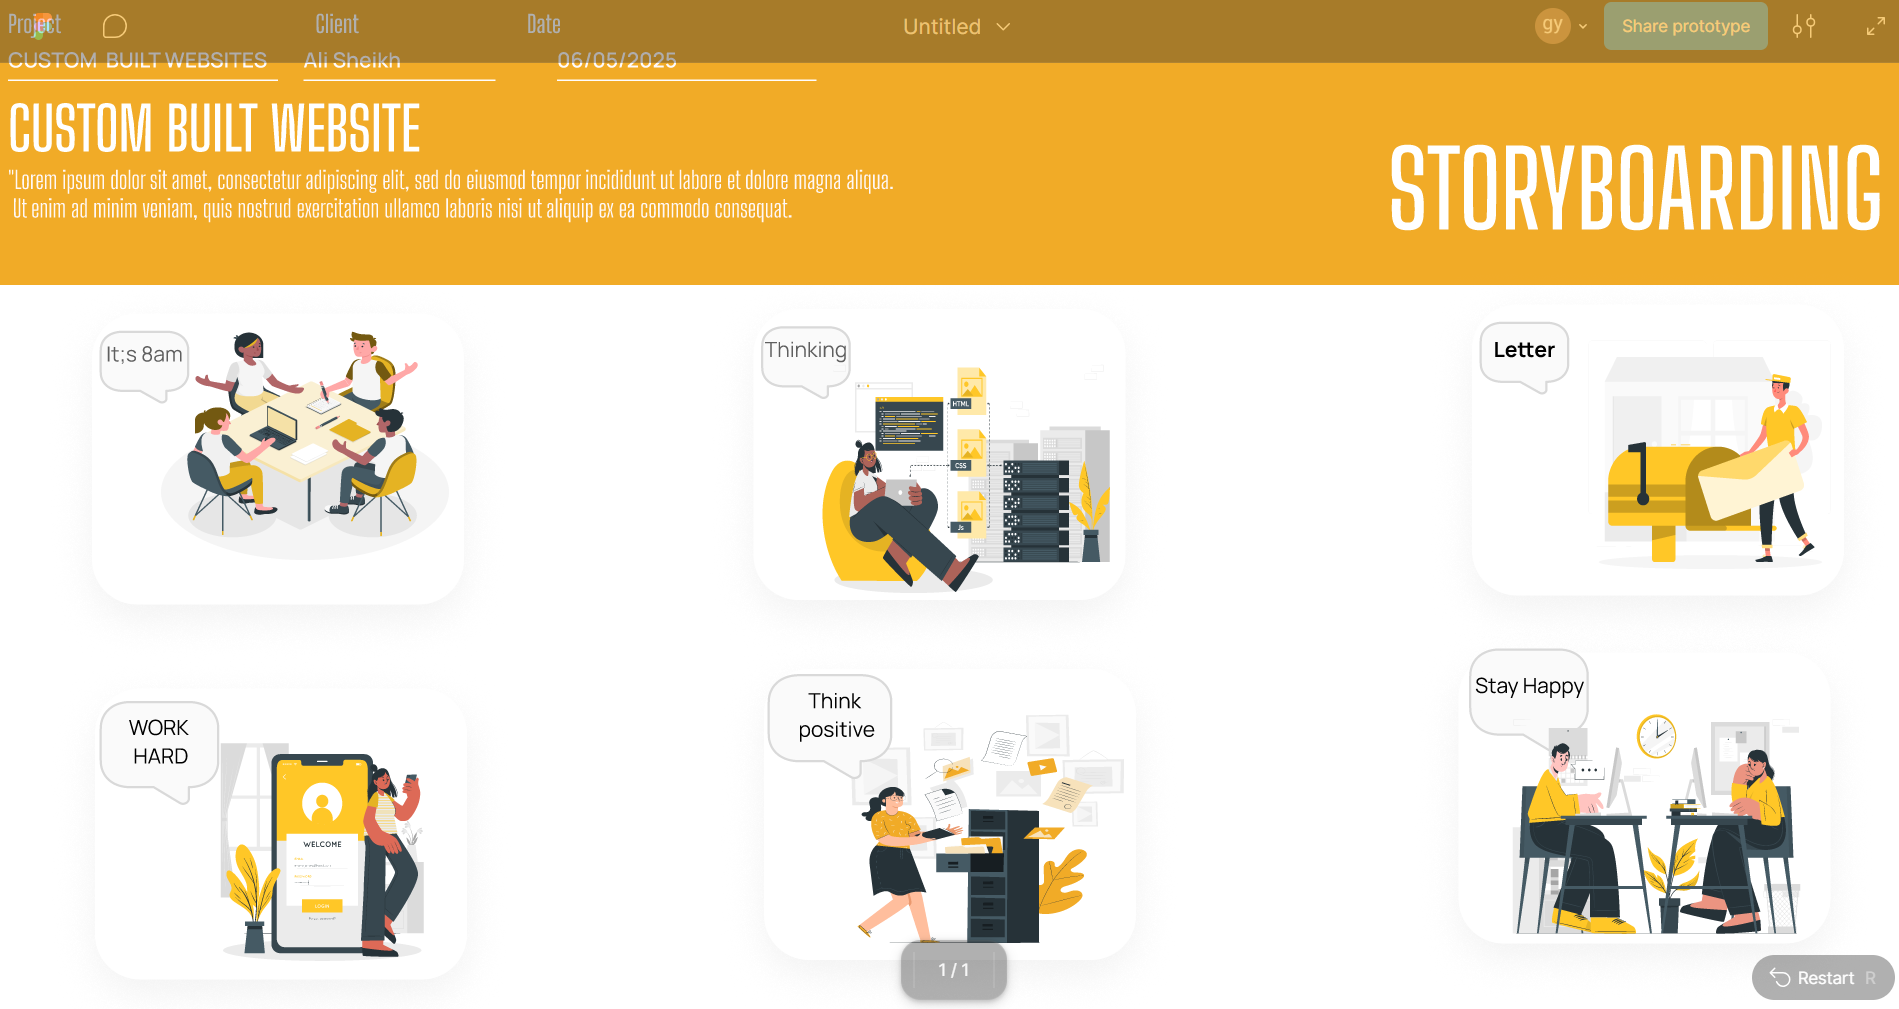 Project
Client
Date
Untitled
gy
Share prototype
CUSTOM BUILT WEBSITES
Ali Sheikh
06/05/2025
CUSTOM BUILT WEBSITE
"Lorem ipsum dolor sit amet, consectetur adipiscing elit, sed do eiusmod tempor incididunt ut labore et dolore magna aliqua.
Ut enim ad minim veniam, quis nostrud exercitation ullamco laboris nisi ut aliquip ex ea commodo consequat.
STORYBOARDING
It;s 8am
Thinking
HTML
CSS
Js
Letter
WORK
HARD
WELCOME
LOGIN
Think
positive
Stay Happy
1 / 1
Restart R